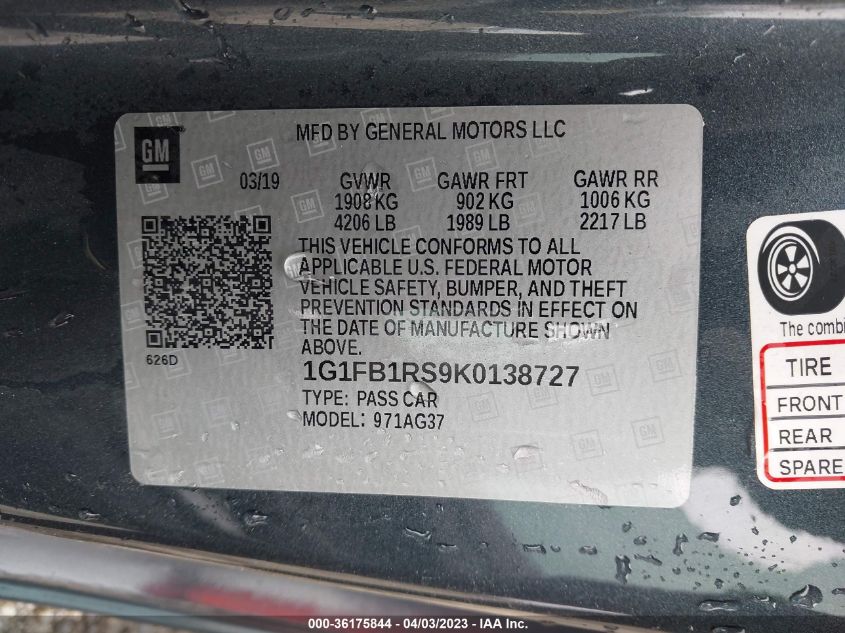 MFD BY GENERAL MOTORS LLC
GM
03/19 GVWR GAWR FRT GAWR RR
1908 KG 902 KG 1006 KG
4206 LB 1989 LB 2217 LB
THIS VEHICLE CONFORMS TO ALL
APPLICABLE U.S. FEDERAL MOTOR
VEHICLE SAFETY, BUMPER, AND THEFT
PREVENTION STANDARDS IN EFFECT ON
THE DATE OF MANUFACTURE SHOWN
ABOVE.
626D
1G1FB1RS9K0138727
TYPE: PASS CAR
MODEL: 971AG37
The combi
TIRE
FRONT
REAR
SPARE
000-36175844 - 04/03/2023 - IAA Inc.